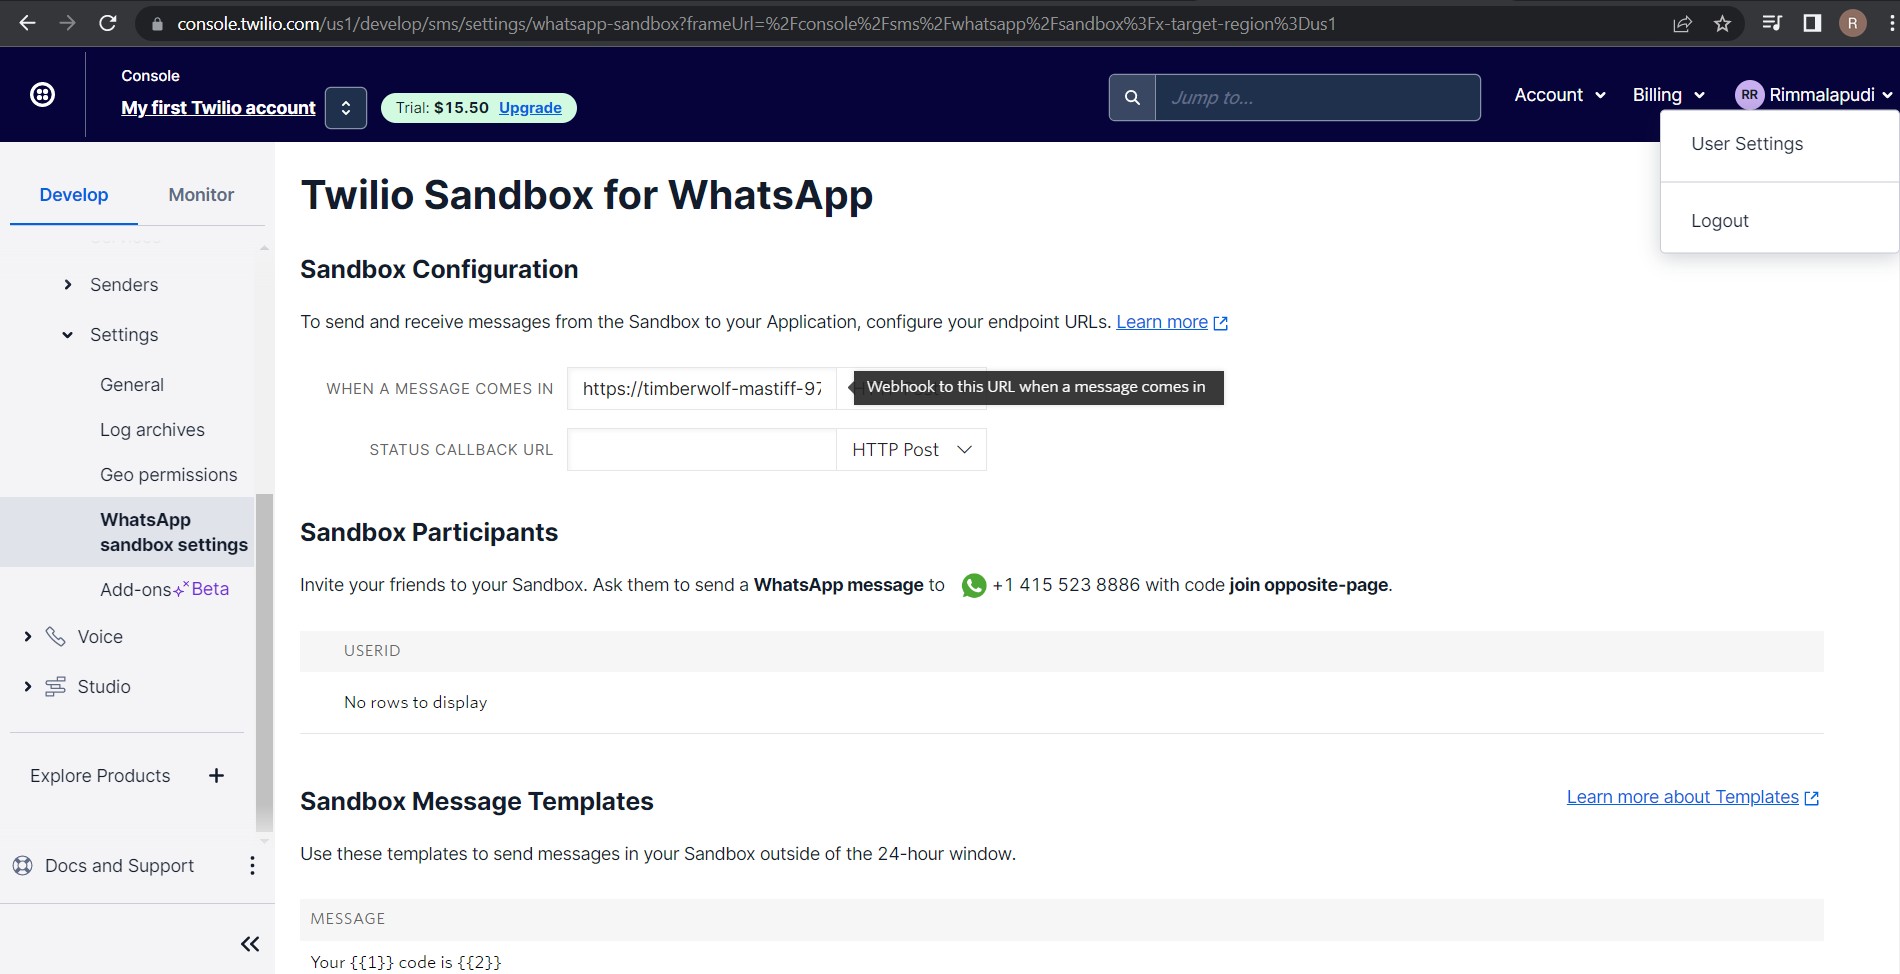 console.twilio.com/us1/develop/sms/settings/whatsapp-sandbox?frameUrl=%2Fconsole%2Fsms%2Fwhatsapp%2Fsandbox%3Fx-target-region%3Dus1
R
Console
My first Twilio account
Trial: $15.50 Upgrade
Jump to...
Account
Billing
RR Rimmalapudi
User Settings
Logout
Develop
Monitor
Senders
Settings
General
Log archives
Geo permissions
WhatsApp
sandbox settings
Add-ons Beta
Voice
Studio
Explore Products +
Docs and Support
Twilio Sandbox for WhatsApp
Sandbox Configuration
To send and receive messages from the Sandbox to your Application, configure your endpoint URLs. Learn more
WHEN A MESSAGE COMES IN
https://timberwolf-mastiff-97
Webhook to this URL when a message comes in
STATUS CALLBACK URL
HTTP Post
Sandbox Participants
Invite your friends to your Sandbox. Ask them to send a WhatsApp message to +1 415 523 8886 with code join opposite-page.
USERID
No rows to display
Sandbox Message Templates
Learn more about Templates
Use these templates to send messages in your Sandbox outside of the 24-hour window.
MESSAGE
Your {{1}} code is {{2}}